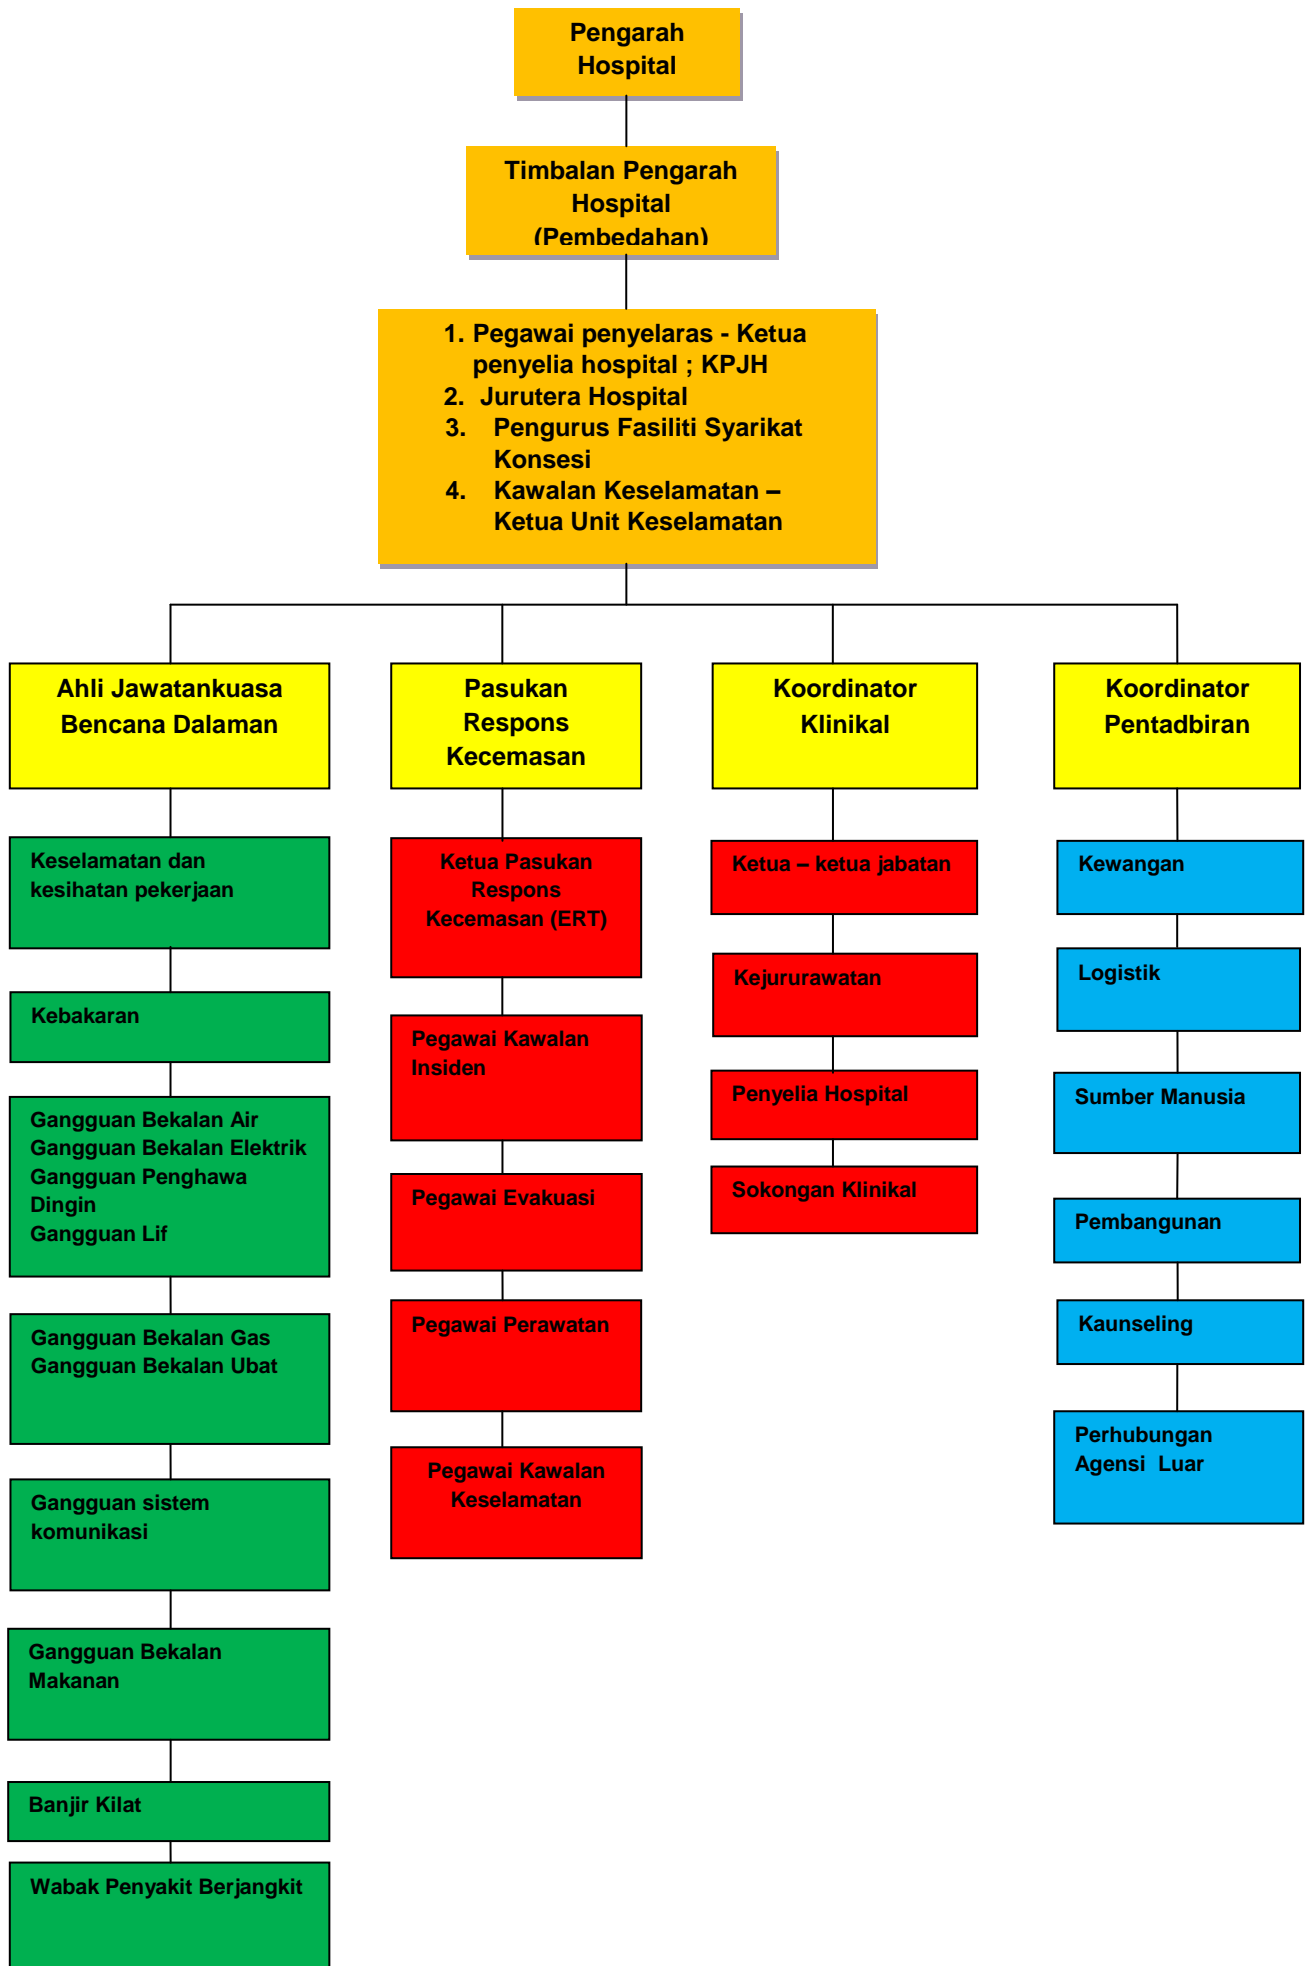 Pengarah
Hospital
Timbalan Pengarah
Hospital
(Pembedahan)
1. Pegawai penyelaras - Ketua
penyelia hospital ; KPJH
2. Jurutera Hospital
3. Pengurus Fasiliti Syarikat
Konsesi
4. Kawalan Keselamatan –
Ketua Unit Keselamatan
Ahli Jawatankuasa
Bencana Dalaman
Keselamatan dan
kesihatan pekerjaan
Kebakaran
Gangguan Bekalan Air
Gangguan Bekalan Elektrik
Gangguan Penghawa
Dingin
Gangguan Lif
Gangguan Bekalan Gas
Gangguan Bekalan Ubat
Gangguan sistem
komunikasi
Gangguan Bekalan
Makanan
Banjir Kilat
Wabak Penyakit Berjangkit
Pasukan
Respons
Kecemasan
Ketua Pasukan
Respons
Kecemasan (ERT)
Pegawai Kawalan
Insiden
Pegawai Evakuasi
Pegawai Perawatan
Pegawai Kawalan
Keselamatan
Koordinator
Klinikal
Ketua – ketua jabatan
Kejururawatan
Penyelia Hospital
Sokongan Klinikal
Koordinator
Pentadbiran
Kewangan
Logistik
Sumber Manusia
Pembangunan
Kaunseling
Perhubungan
Agensi Luar